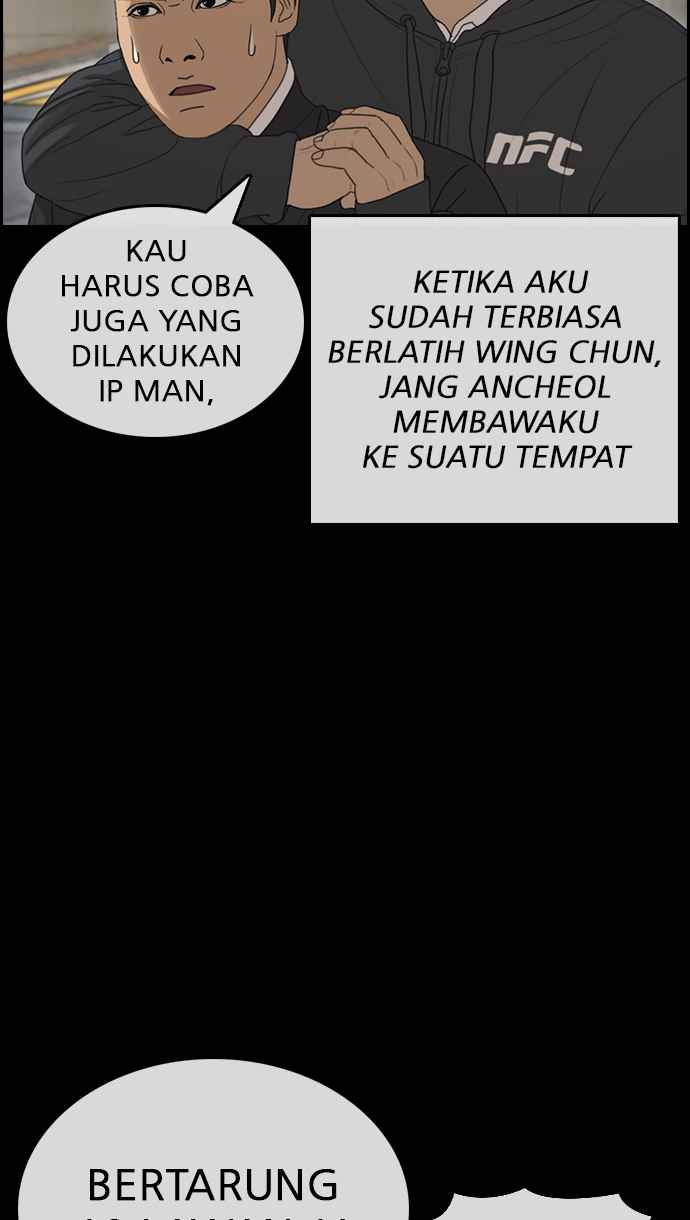 NFC
KAU
HARUS COBA
JUGA YANG
DILAKUKAN
IP MAN,
KETIKA AKU
SUDAH TERBIASA
BERLATIH WING CHUN,
JANG ANCHEOL
MEMBAWAKU
KE SUATU TEMPAT
BERTARUNG